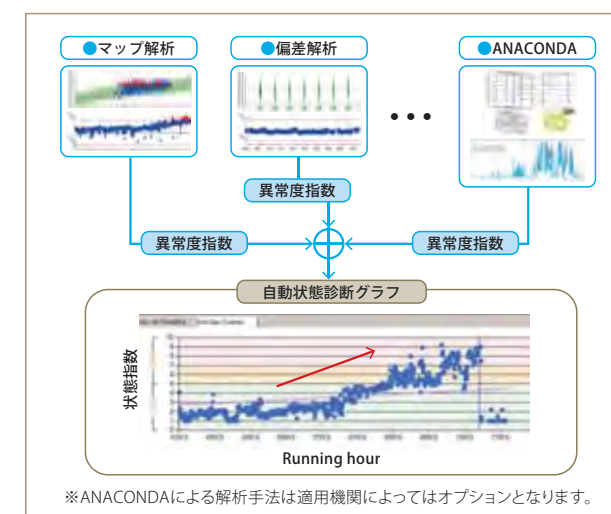 ●マップ解析
●偏差解析
●ANACONDA
•••
異常度指数
異常度指数
異常度指数
自動状態診断グラフ
状態指数
Running hour
※ANACONDAによる解析手法は適用機関によってはオプションとなります。